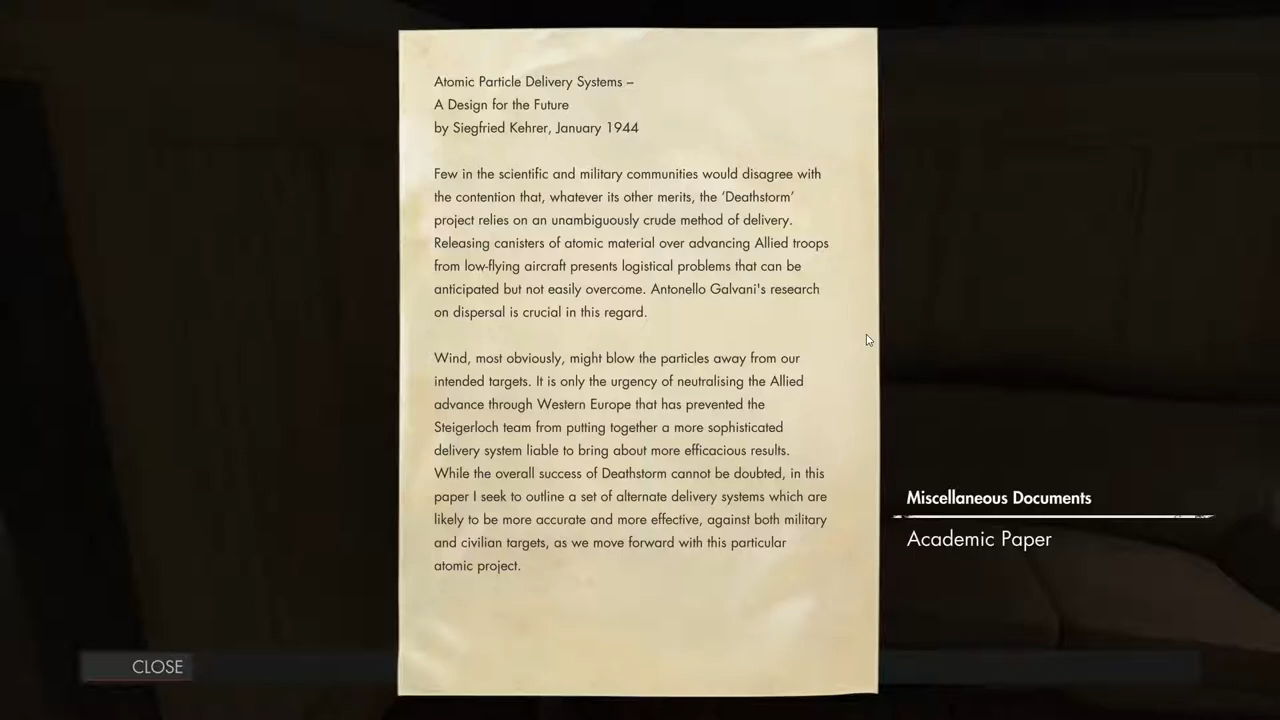 Atomic Particle Delivery Systems –
A Design for the Future
by Siegfried Kehrer, January 1944
Few in the scientific and military communities would disagree with
the contention that, whatever its other merits, the ‘Deathstorm’
project relies on an unambiguously crude method of delivery.
Releasing canisters of atomic material over advancing Allied troops
from low-flying aircraft presents logistical problems that can be
anticipated but not easily overcome. Antonello Galvani's research
on dispersal is crucial in this regard.
Wind, most obviously, might blow the particles away from our
intended targets. It is only the urgency of neutralising the Allied
advance through Western Europe that has prevented the
Steigerloch team from putting together a more sophisticated
delivery system liable to bring about more efficacious results.
While the overall success of Deathstorm cannot be doubted, in this
paper I seek to outline a set of alternate delivery systems which are
likely to be more accurate and more effective, against both military
and civilian targets, as we move forward with this particular
atomic project.
Miscellaneous Documents
Academic Paper
CLOSE